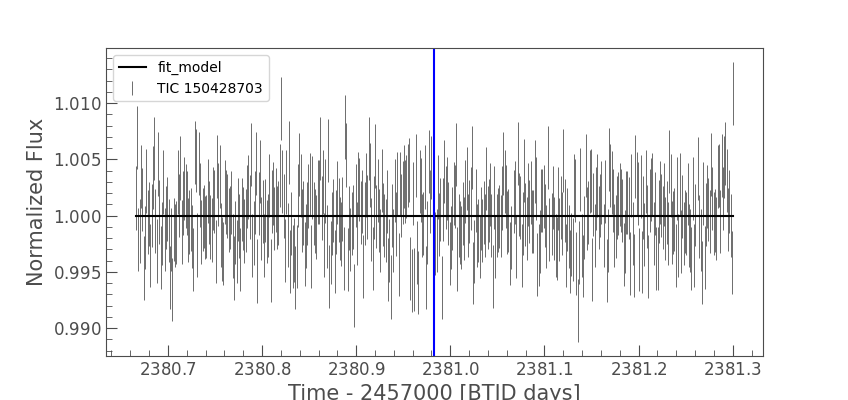 fit_model
TIC 150428703
1.010
1.005
1.000
0.995
0.990
Normalized Flux
2380.7 2380.8 2380.9 2381.0 2381.1 2381.2 2381.3
Time - 2457000 [BTJD days]